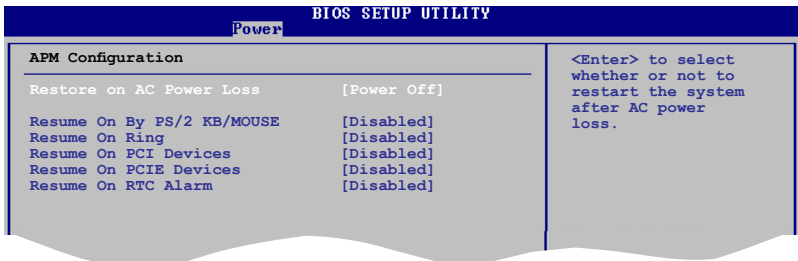 BIOS SETUP UTILITY
Power
APM Configuration
Restore on AC Power Loss [Power Off]
Resume On By PS/2 KB/MOUSE [Disabled]
Resume On Ring [Disabled]
Resume On PCI Devices [Disabled]
Resume On PCIE Devices [Disabled]
Resume On RTC Alarm [Disabled]
<Enter> to select
whether or not to
restart the system
after AC power
loss.